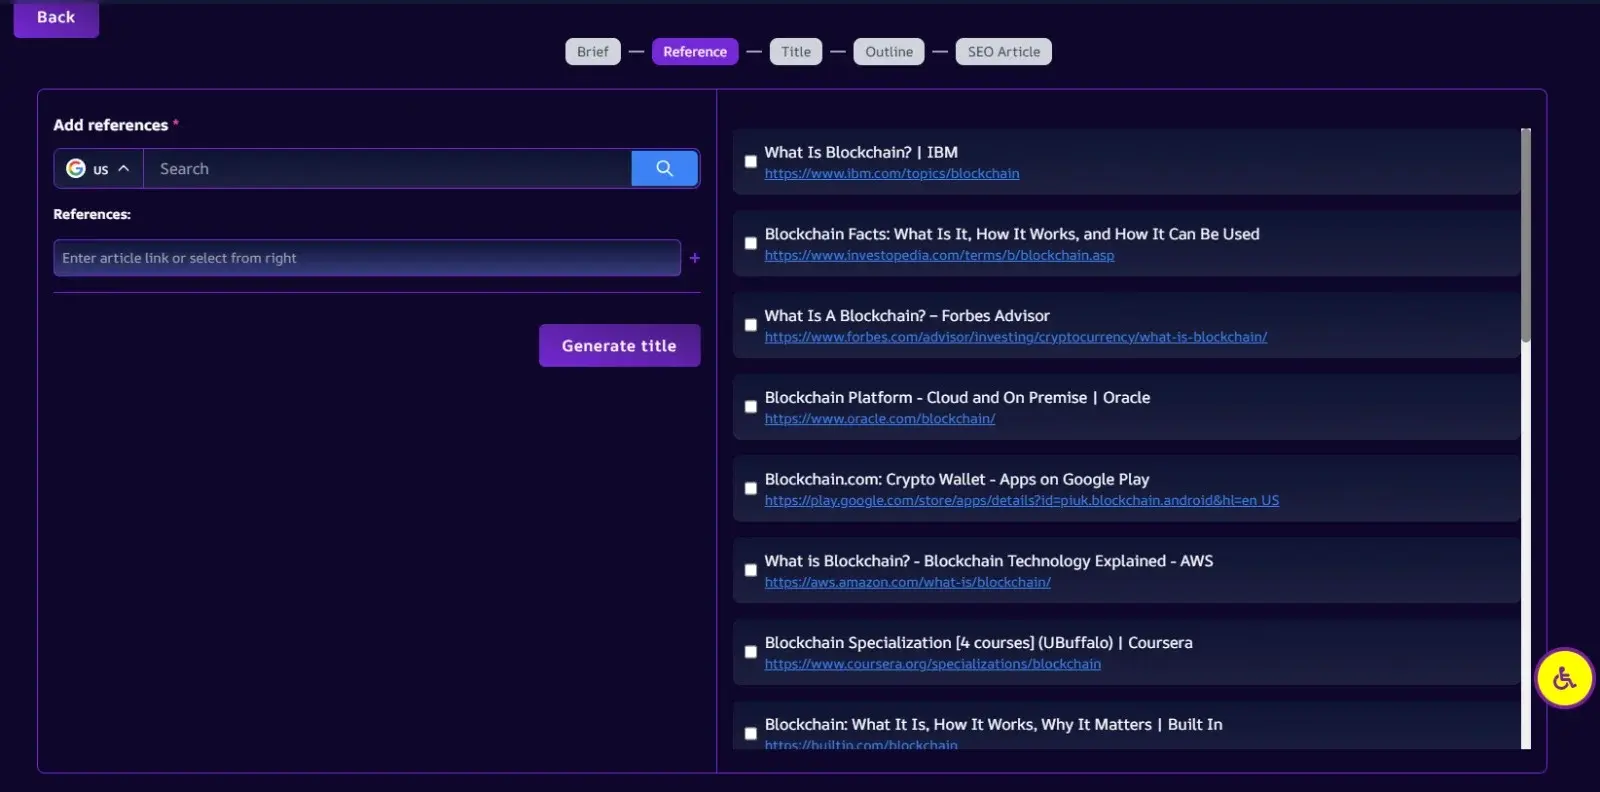 Back
Brief
Reference
Title
Outline
SEO Article
Add references *
us
Search
References:
Enter article link or select from right
+
Generate title
What Is Blockchain? | IBM
https://www.ibm.com/topics/blockchain
Blockchain Facts: What Is It, How It Works, and How It Can Be Used
https://www.investopedia.com/terms/b/blockchain.asp
What Is A Blockchain? – Forbes Advisor
https://www.forbes.com/advisor/investing/cryptocurrency/what-is-blockchain/
Blockchain Platform - Cloud and On Premise | Oracle
https://www.oracle.com/blockchain/
Blockchain.com: Crypto Wallet - Apps on Google Play
https://play.google.com/store/apps/details?id=piuk.blockchain.android&hl=en_US
What is Blockchain? - Blockchain Technology Explained - AWS
https://aws.amazon.com/what-is/blockchain/
Blockchain Specialization [4 courses] (UBuffalo) | Coursera
https://www.coursera.org/specializations/blockchain
Blockchain: What It Is, How It Works, Why It Matters | Built In
https://builtin.com/blockchain